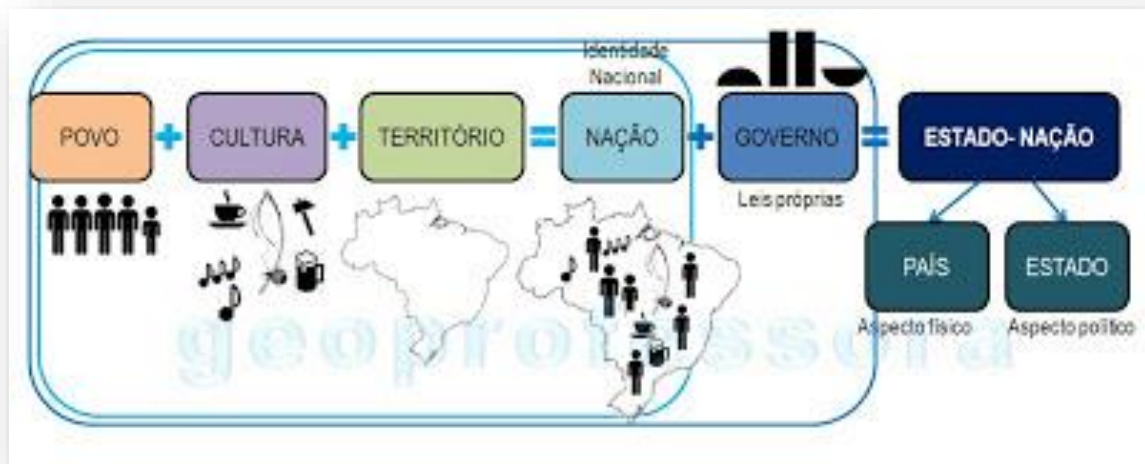 Identidade
Nacional
POVO + CULTURA + TERRITÓRIO = NAÇÃO + GOVERNO = ESTADO- NAÇÃO
Leis próprias
PAÍS ESTADO
Aspecto físico Aspecto político
geoprofessora